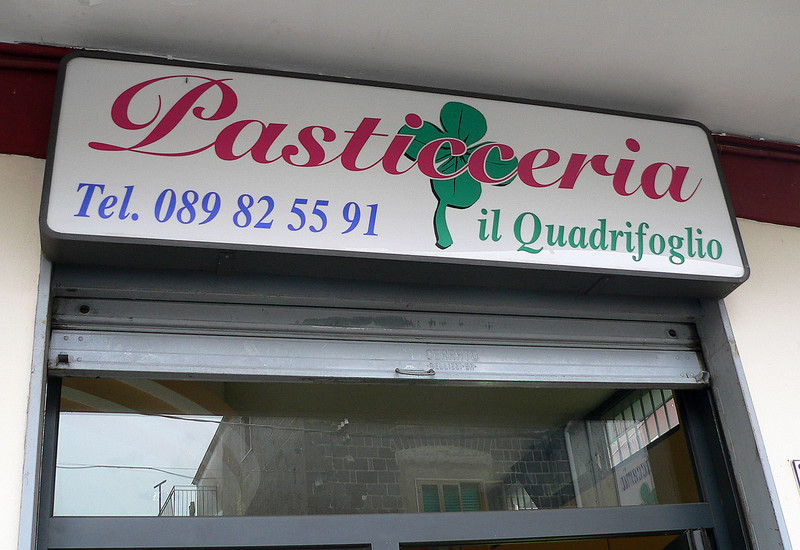 Pasticceria
Tel. 089 82 55 91
il Quadrifoglio